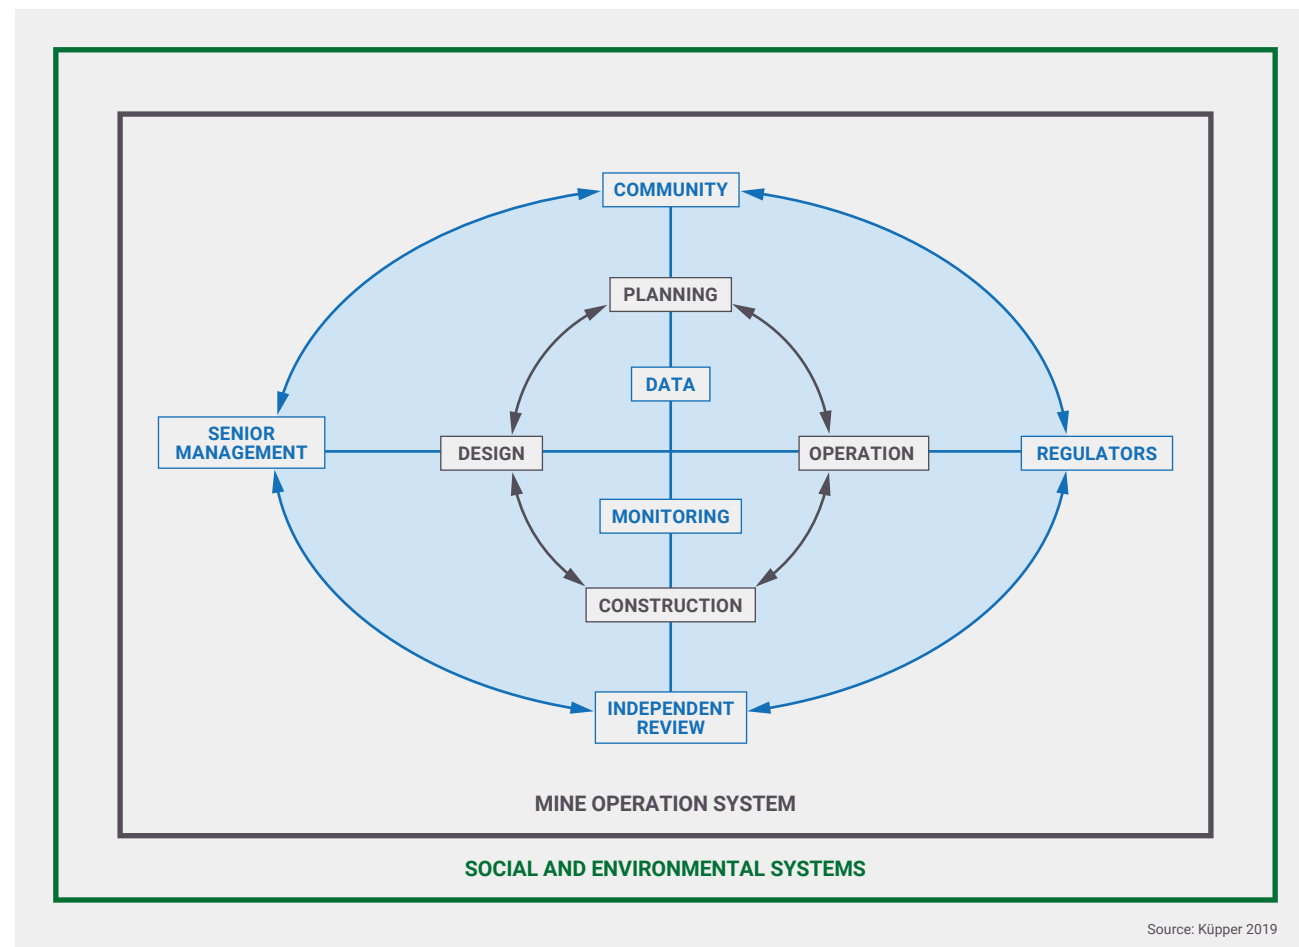 COMMUNITY
PLANNING
DATA
SENIOR
MANAGEMENT
DESIGN
OPERATION
REGULATORS
MONITORING
CONSTRUCTION
INDEPENDENT
REVIEW
MINE OPERATION SYSTEM
SOCIAL AND ENVIRONMENTAL SYSTEMS
Source: Küpper 2019